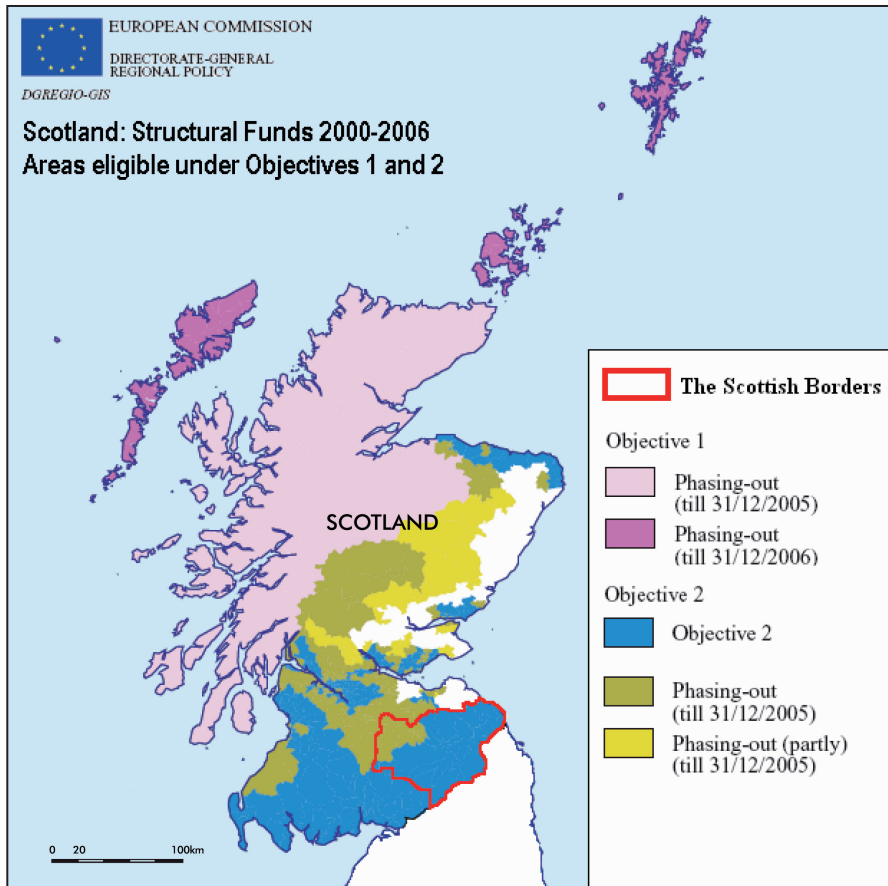 EUROPEAN COMMISSION
DIRECTORATE-GENERAL
REGIONAL POLICY
DGREGIO-GIS
Scotland: Structural Funds 2000-2006
Areas eligible under Objectives 1 and 2
SCOTLAND
The Scottish Borders
Objective 1
Phasing-out
(till 31/12/2005)
Phasing-out
(till 31/12/2006)
Objective 2
Objective 2
Phasing-out
(till 31/12/2005)
Phasing-out (partly)
(till 31/12/2005)
0 20 100km